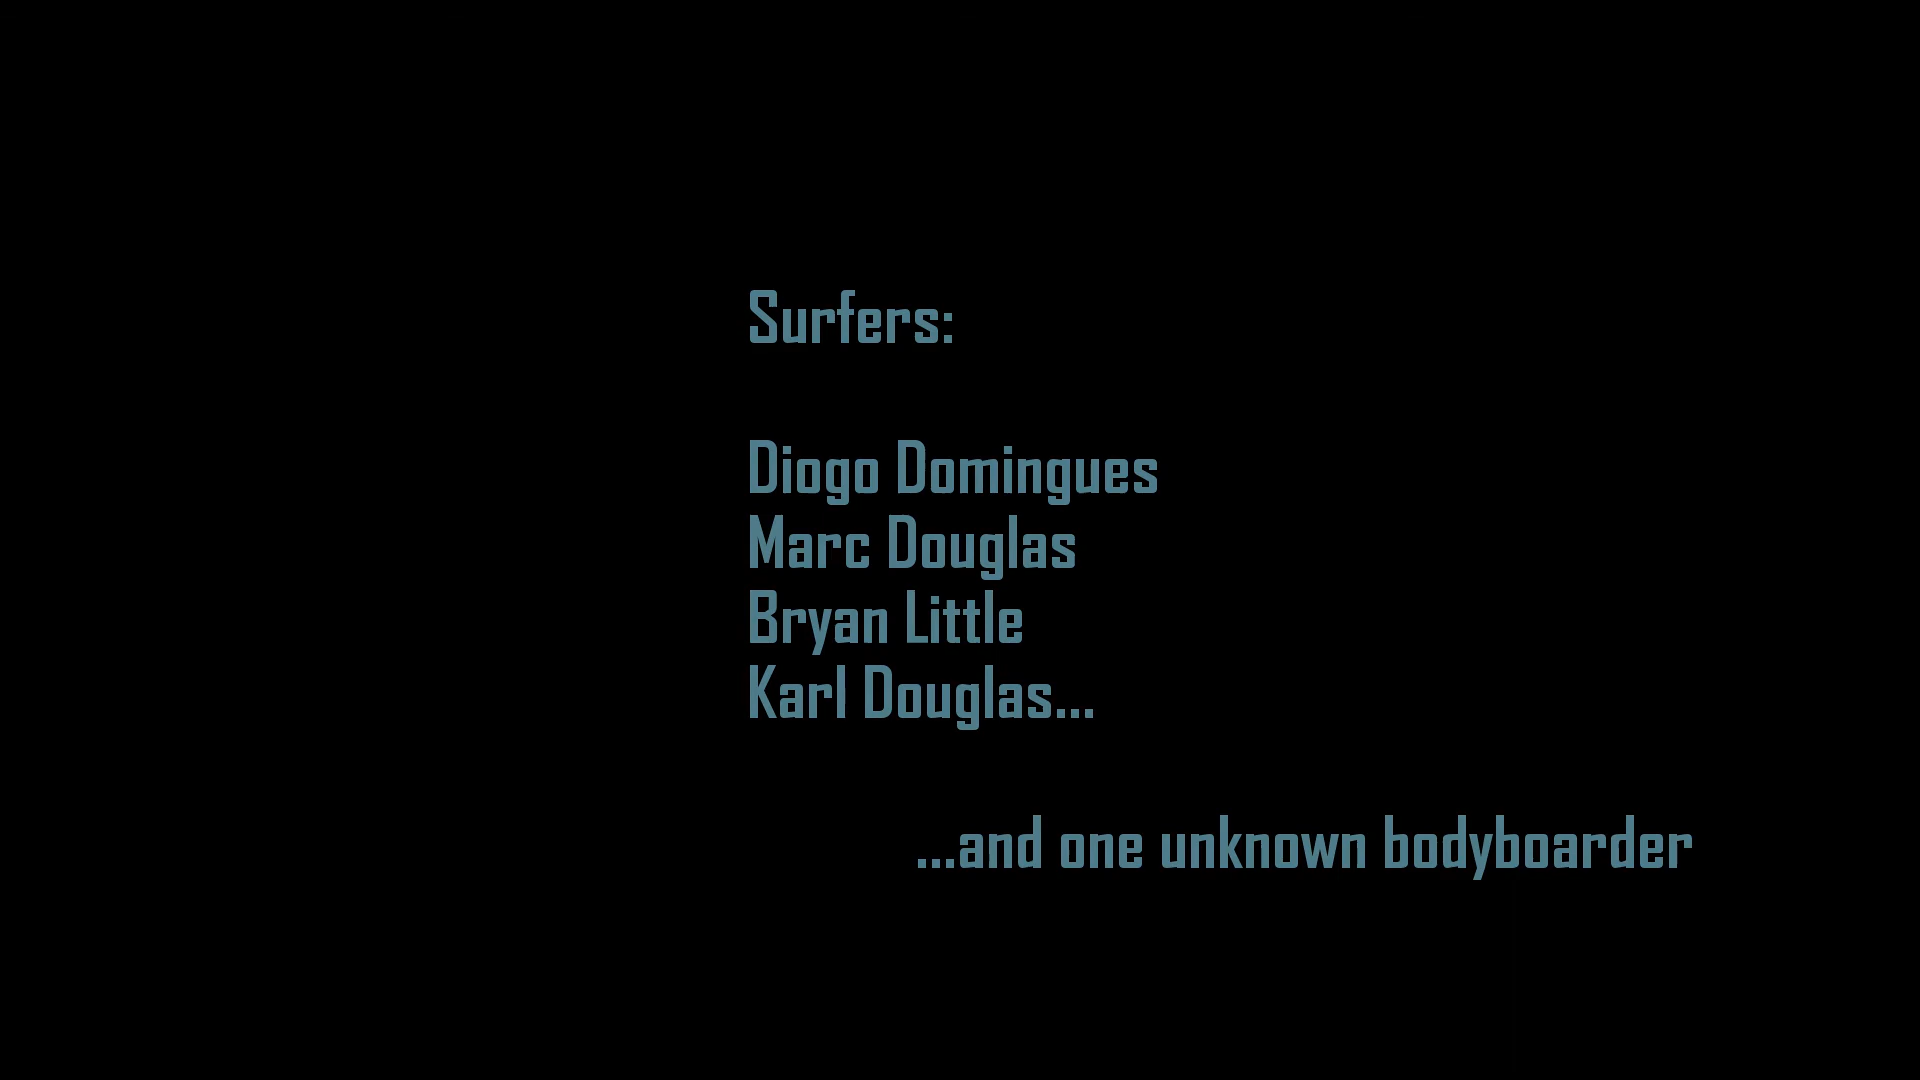 Surfers:
Diogo Domingues
Marc Douglas
Bryan Little
Karl Douglas...
...and one unknown bodyboarder